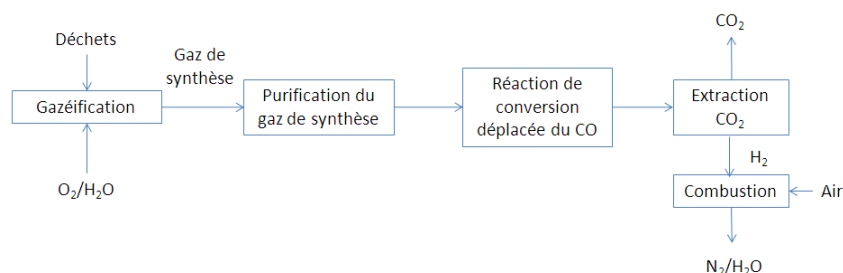 CO₂
Déchets
Gaz de
synthèse
Gazéification
Purification du
gaz de synthèse
Réaction de
conversion
déplacée du CO
Extraction
CO₂
H₂
O₂/H₂O
Combustion
Air
N₂/H₂O